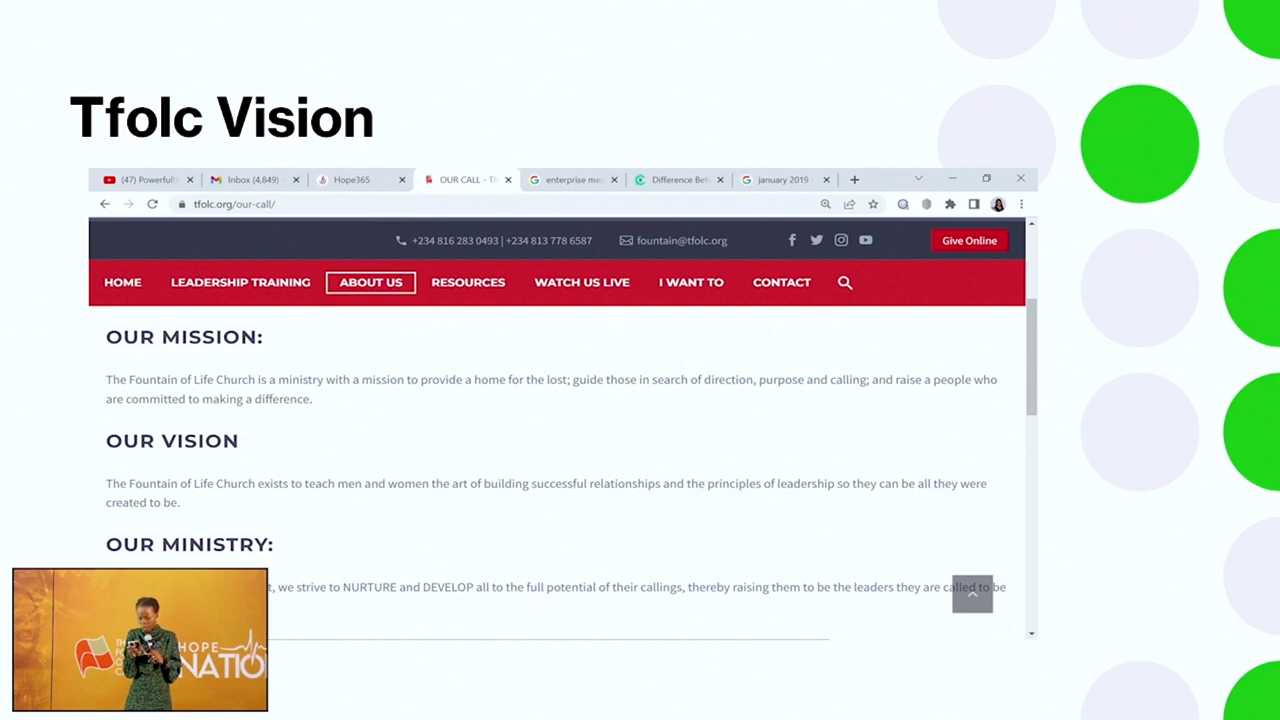 Tfolc Vision
(47) Powerful!!
Inbox (4,849) -
Hope365
OUR CALL – TH
enterprise mea
Difference Betw
january 2019 -
tfolc.org/our-call/
+234 816 283 0493 | +234 813 778 6587
fountain@tfolc.org
Give Online
HOME
LEADERSHIP TRAINING
ABOUT US
RESOURCES
WATCH US LIVE
I WANT TO
CONTACT
OUR MISSION:
The Fountain of Life Church is a ministry with a mission to provide a home for the lost; guide those in search of direction, purpose and calling; and raise a people who
are committed to making a difference.
OUR VISION
The Fountain of Life Church exists to teach men and women the art of building successful relationships and the principles of leadership so they can be all they were
created to be.
OUR MINISTRY:
t, we strive to NURTURE and DEVELOP all to the full potential of their callings, thereby raising them to be the leaders they are called to be
HOPE
NATIO